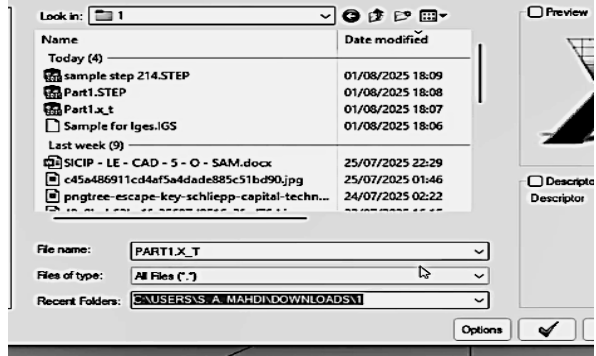 Look in: 1
Preview
Name Date modified
Today (4)
sample step 214.STEP 01/08/2025 18:09
Part1.STEP 01/08/2025 18:08
Part1.x_t 01/08/2025 18:07
Sample for Iges.IGS 01/08/2025 18:06
Last week (9)
SICIP - LE - CAD - 5 - O - SAM.docx 25/07/2025 22:29
c45a486911cd4af5a4dade885c51bd90.jpg 25/07/2025 01:46
pngtree-escape-key-schliepp-capital-techn... 24/07/2025 02:22
Descripto
Descriptor
File name: PART1.X_T
Files of type: All Files (*.*)
Recent Folders: C:\USERS\S. A. MAHDI\DOWNLOADS\1
Options